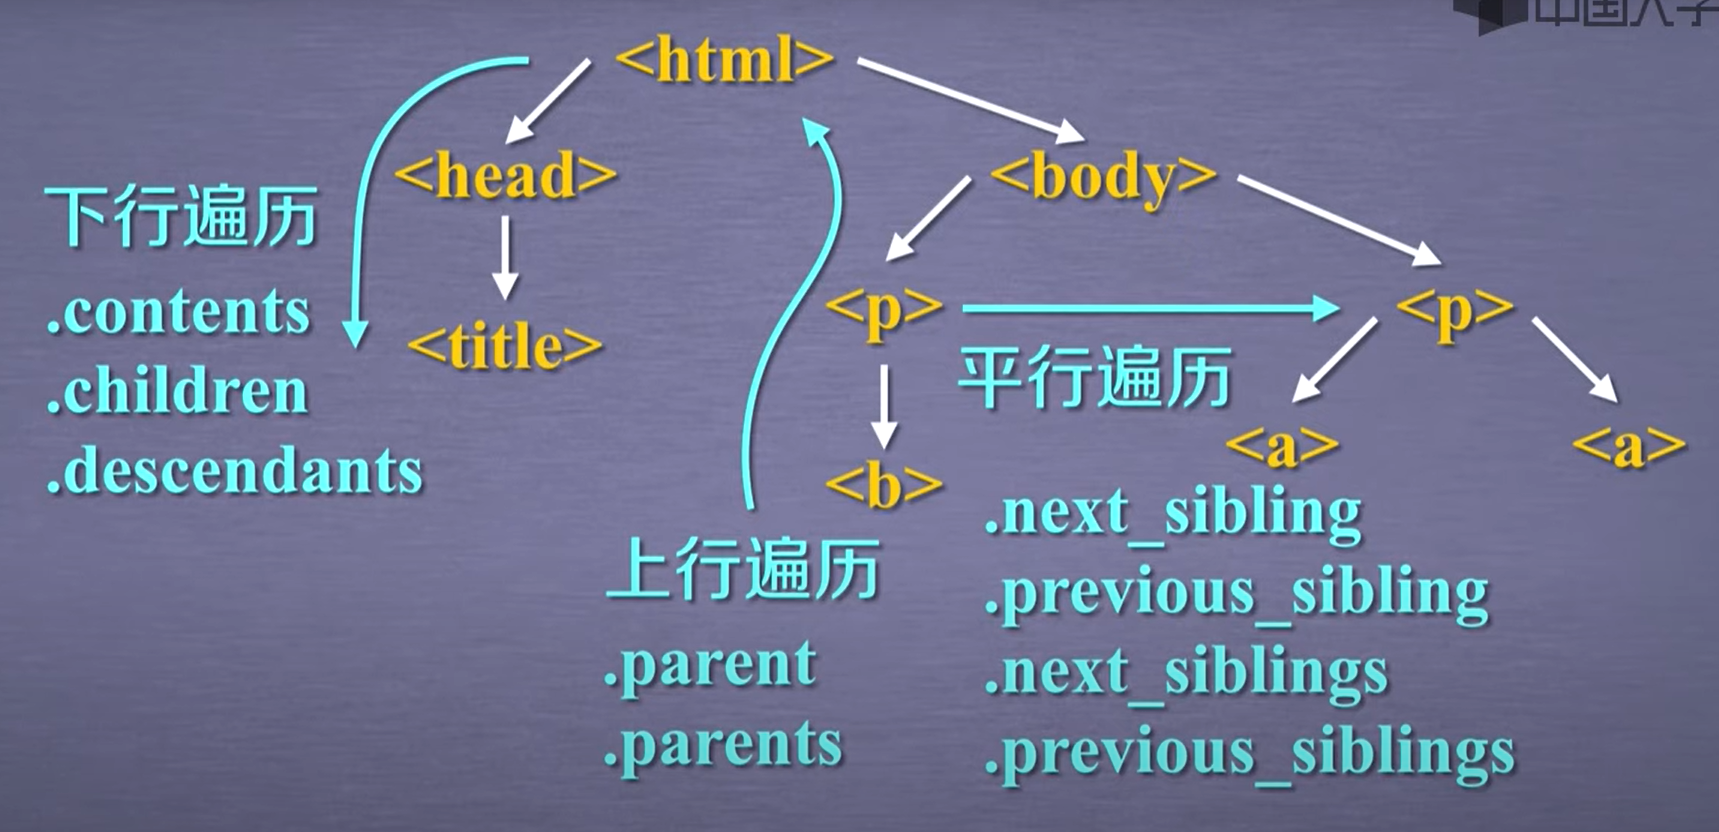 中国大学
<html>
<head>
<body>
下行遍历
.contents
.children
.descendants
<title>
<p>
<p>
平行遍历
<b>
<a>
<a>
.next_sibling
.previous_sibling
.next_siblings
.previous_siblings
上行遍历
.parent
.parents